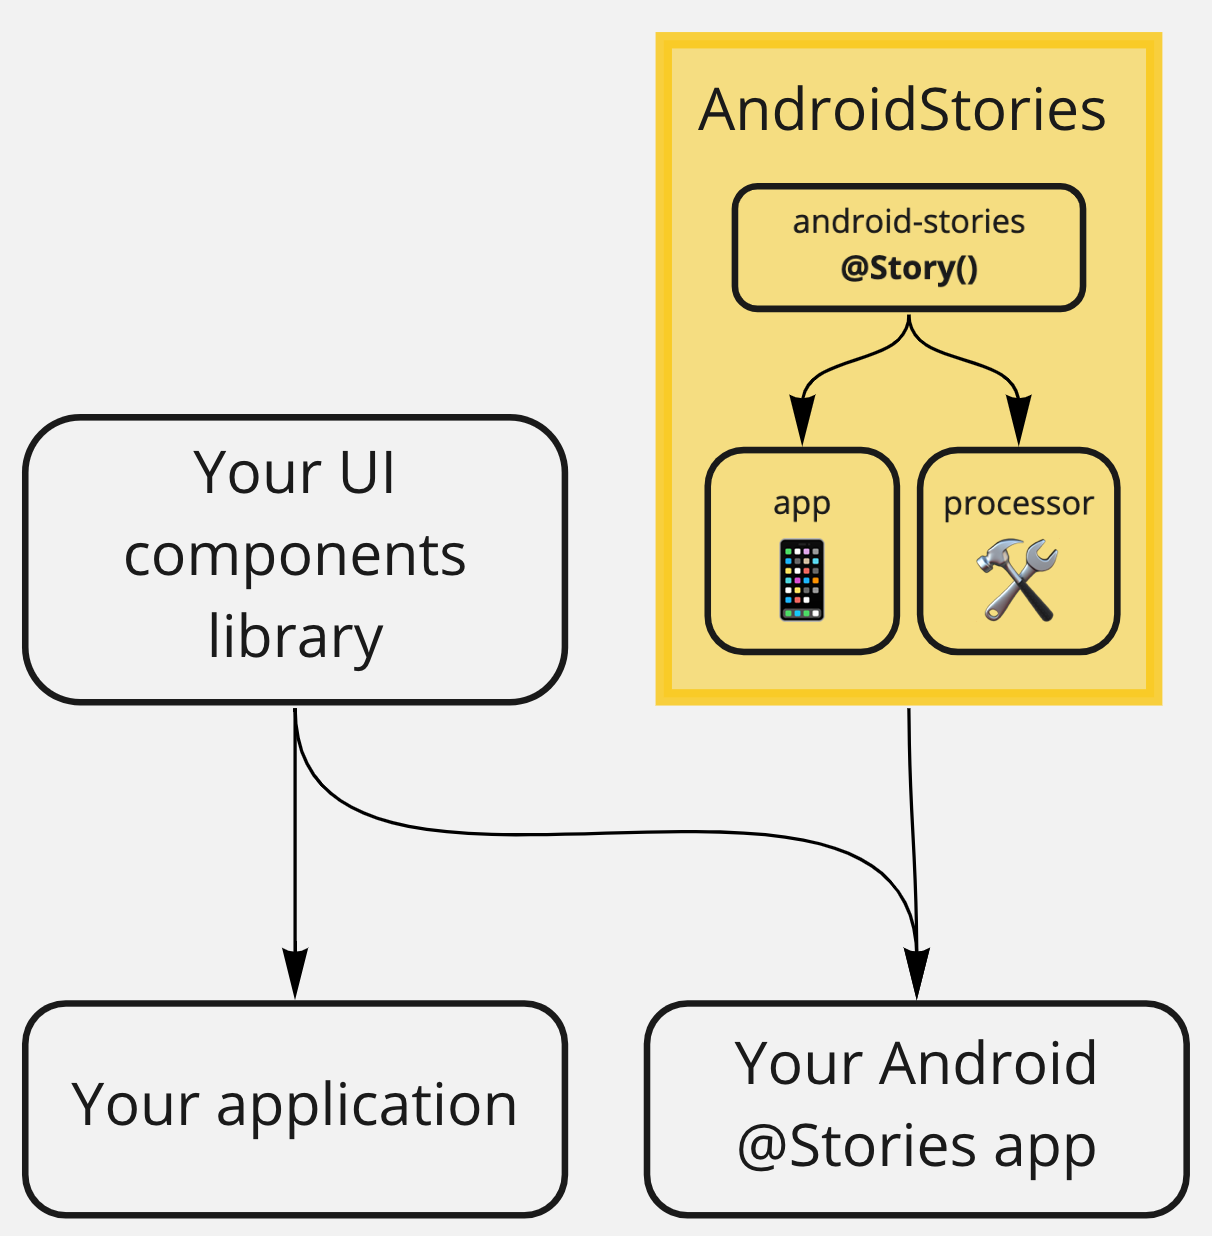 AndroidStories
android-stories
@Story()
app
processor
Your UI
components
library
Your application
Your Android
@Stories app